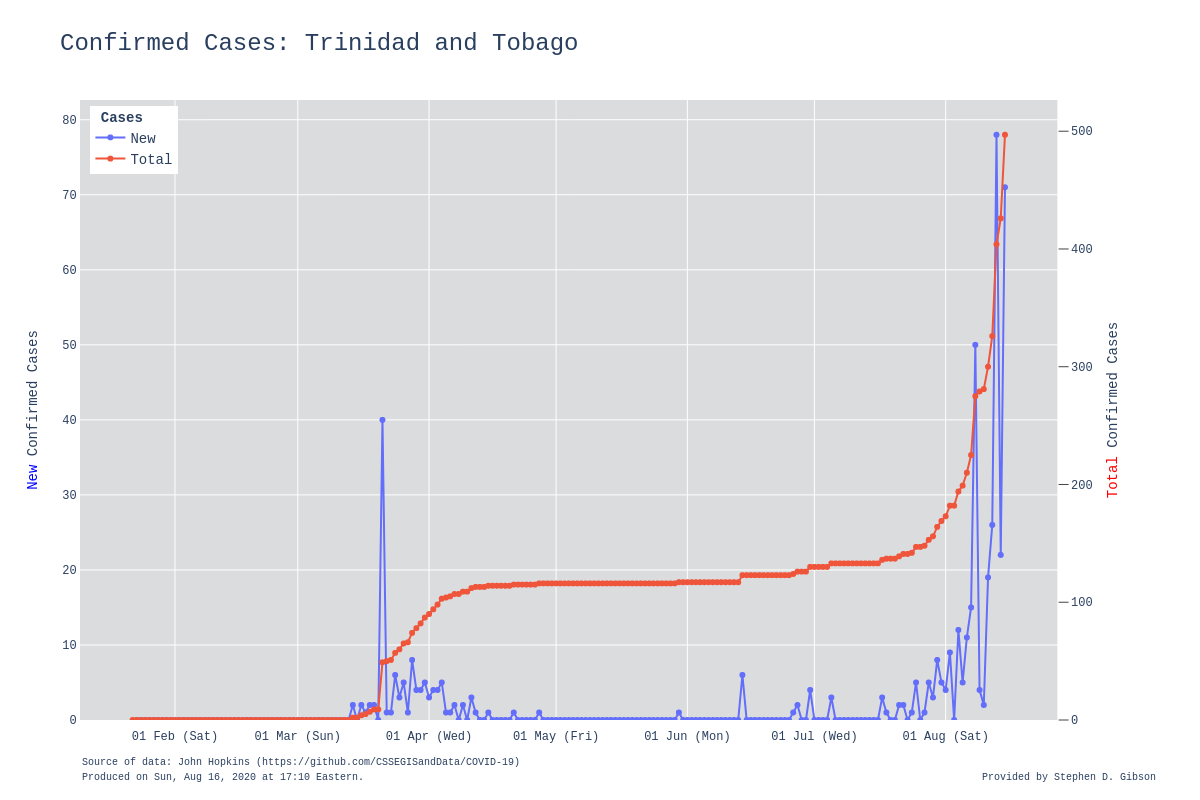 Confirmed Cases: Trinidad and Tobago
Cases
New
Total
80
70
60
50
40
30
20
10
0
500
400
300
200
100
0
New Confirmed Cases
Total Confirmed Cases
01 Feb (Sat)
01 Mar (Sun)
01 Apr (Wed)
01 May (Fri)
01 Jun (Mon)
01 Jul (Wed)
01 Aug (Sat)
Source of data: John Hopkins (https://github.com/CSSEGISandData/COVID-19)
Produced on Sun, Aug 16, 2020 at 17:10 Eastern.
Provided by Stephen D. Gibson